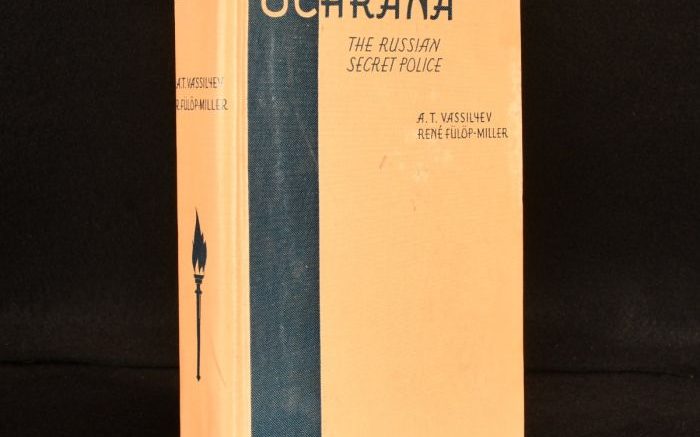 OCHRANA
THE RUSSIAN
SECRET POLICE
A. T. VASSILYEV
RENÉ FÜLÖP-MILLER
A.T. VASSILYEV
R. FÜLÖP-MILLER